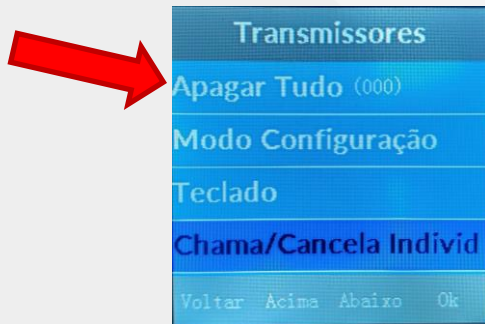 Transmissores
Apagar Tudo (000)
Modo Configuração
Teclado
Chama/Cancela Individ
Voltar Acima Abaixo Ok